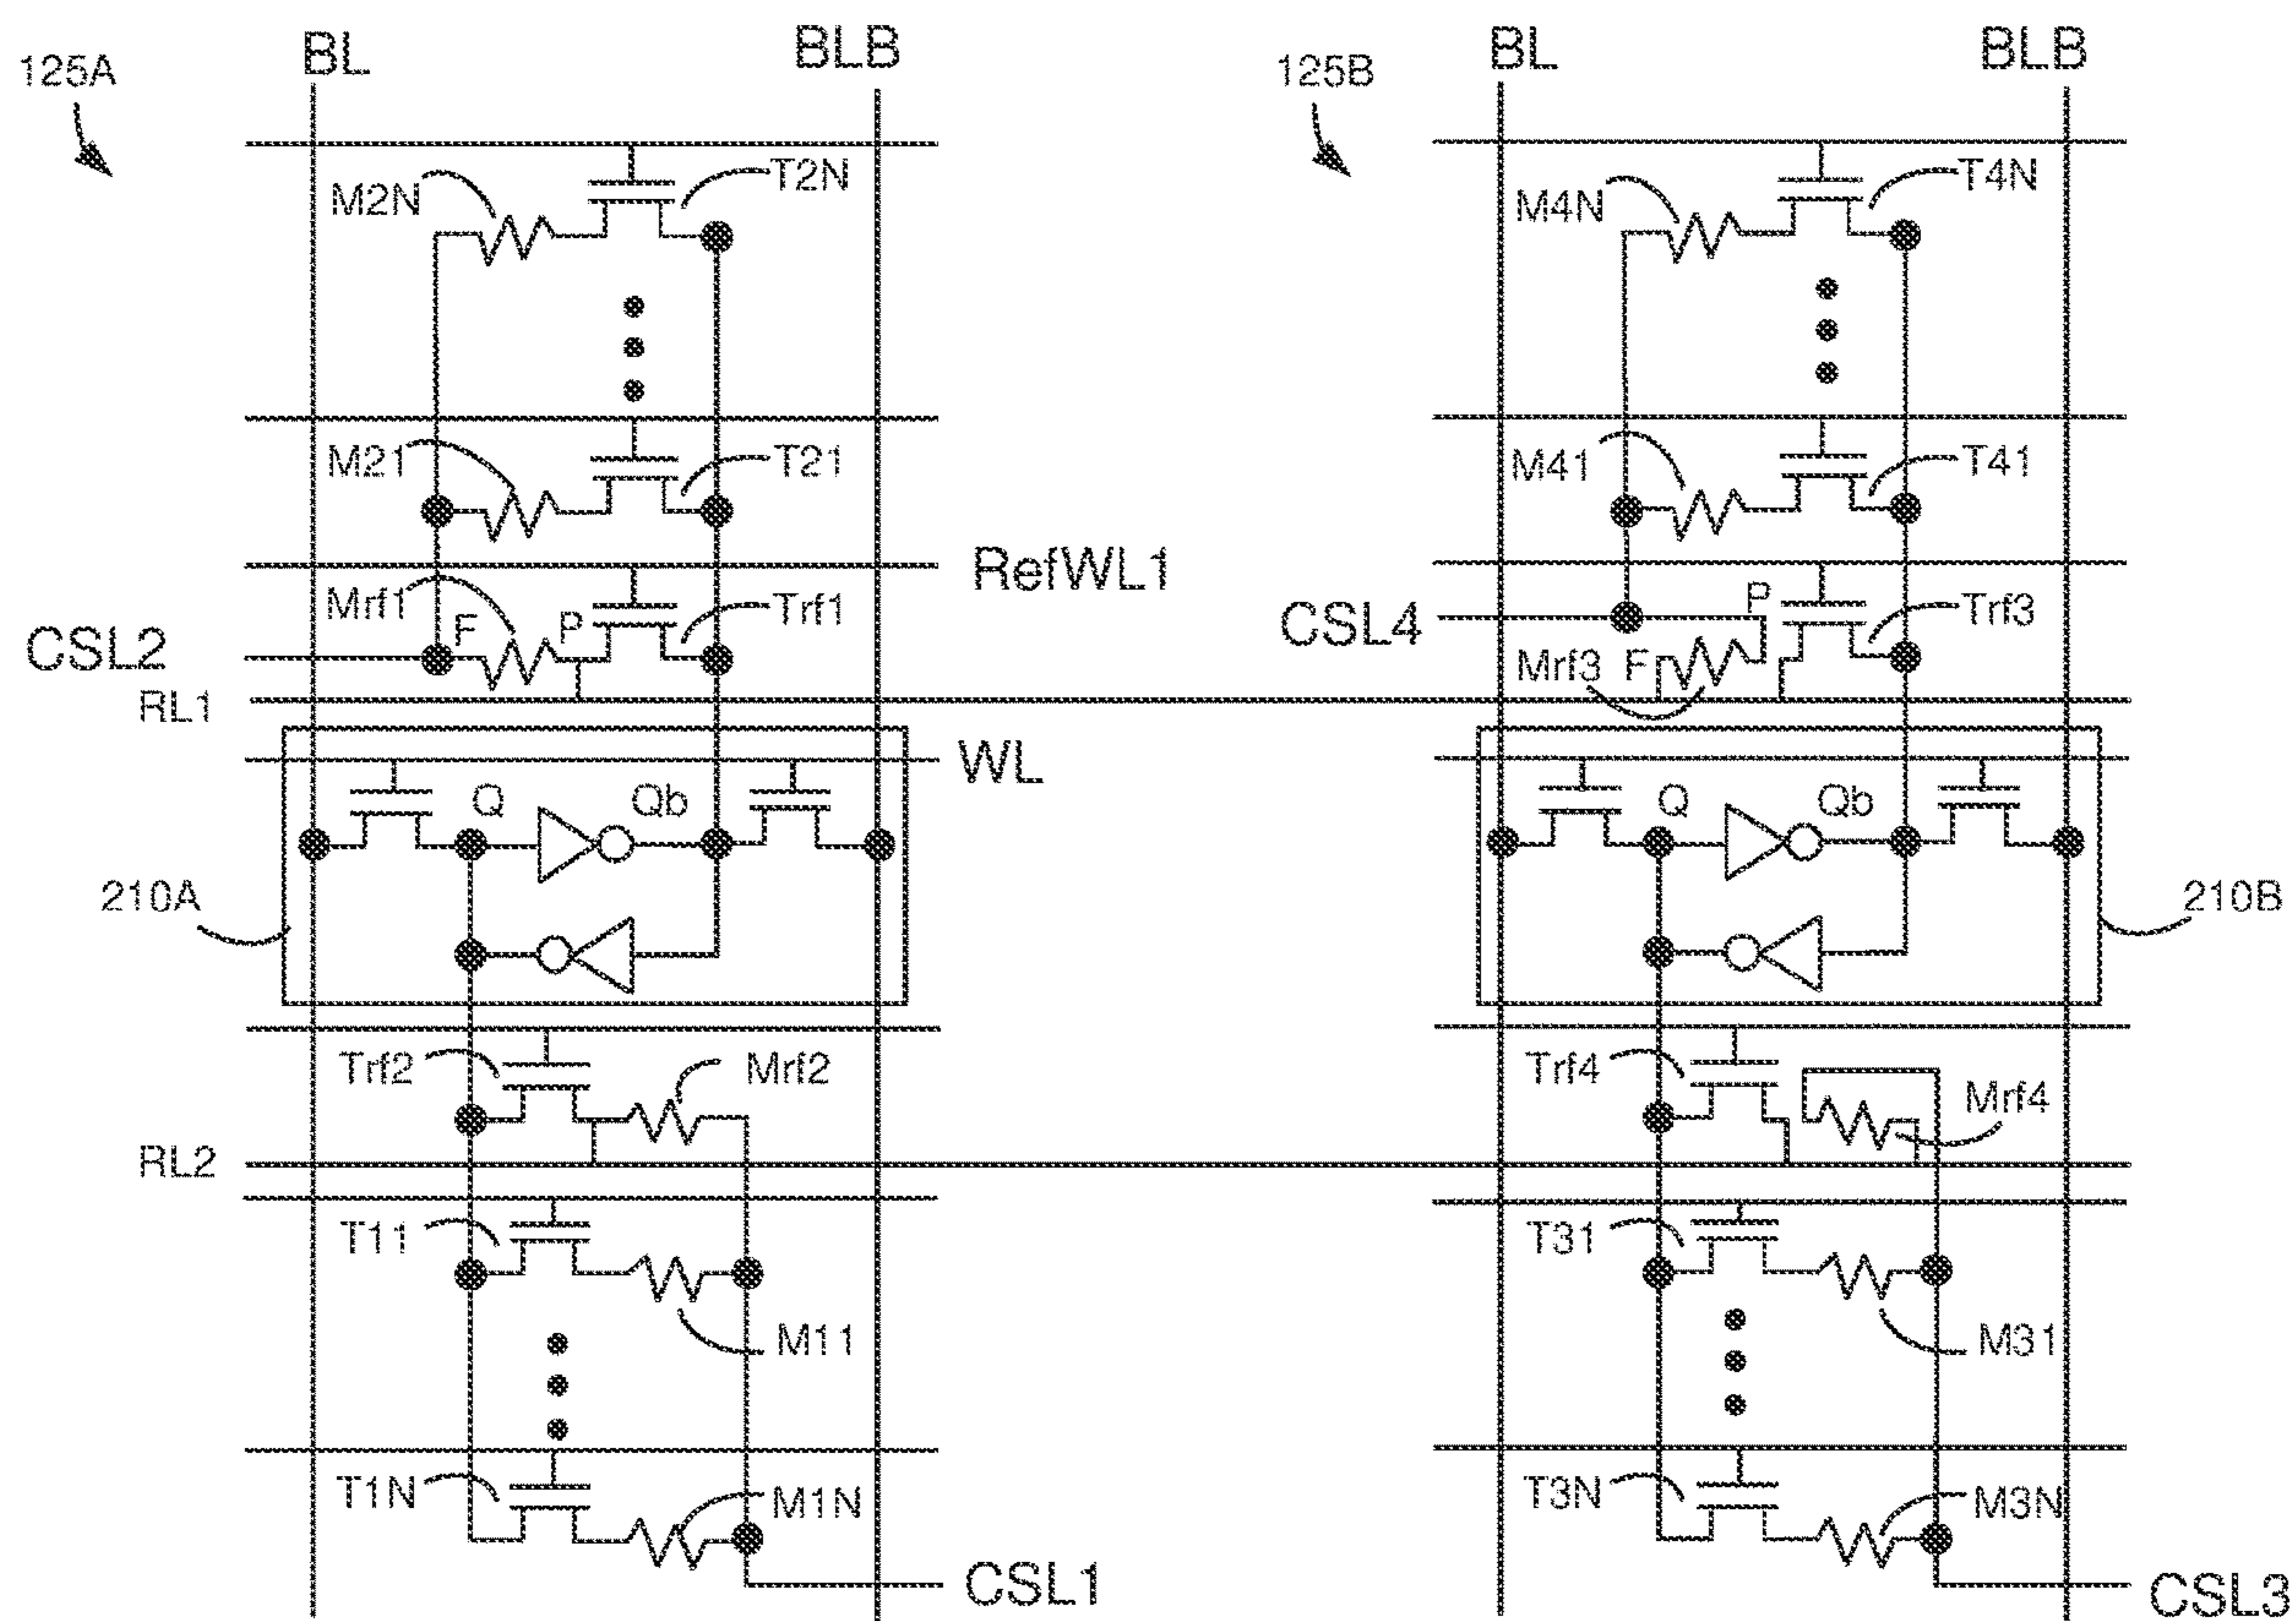 BL
BLB
BL
BLB
125A
125B
M2N
T2N
M4N
T4N
M21
T21
M41
T41
RefWL1
Mrf1
F
P
Trf1
CSL2
CSL4
P
Trf3
Mrf3
F
RL1
WL
Q
Qb
Q
Qb
210A
210B
Trf2
Mrf2
Trf4
Mrf4
RL2
T11
T31
M11
M31
T1N
M1N
T3N
M3N
CSL1
CSL3